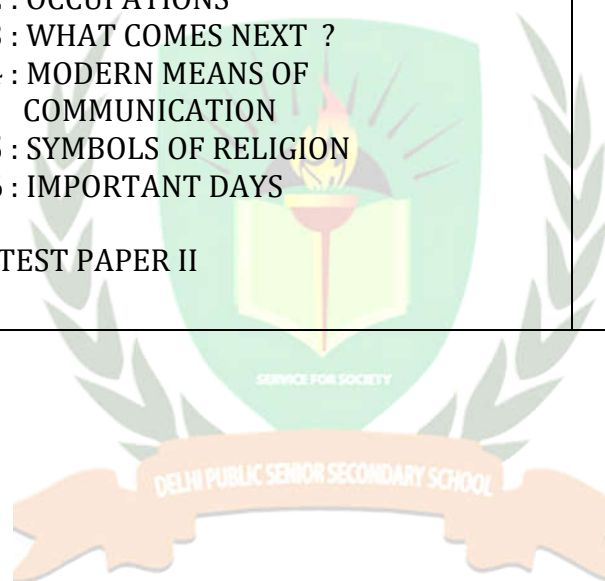 : OCCUPATIONS
: WHAT COMES NEXT ?
: MODERN MEANS OF
COMMUNICATION
: SYMBOLS OF RELIGION
: IMPORTANT DAYS
TEST PAPER II
SERVICE FOR SOCIETY
DELHI PUBLIC SENIOR SECONDARY SCHOOL